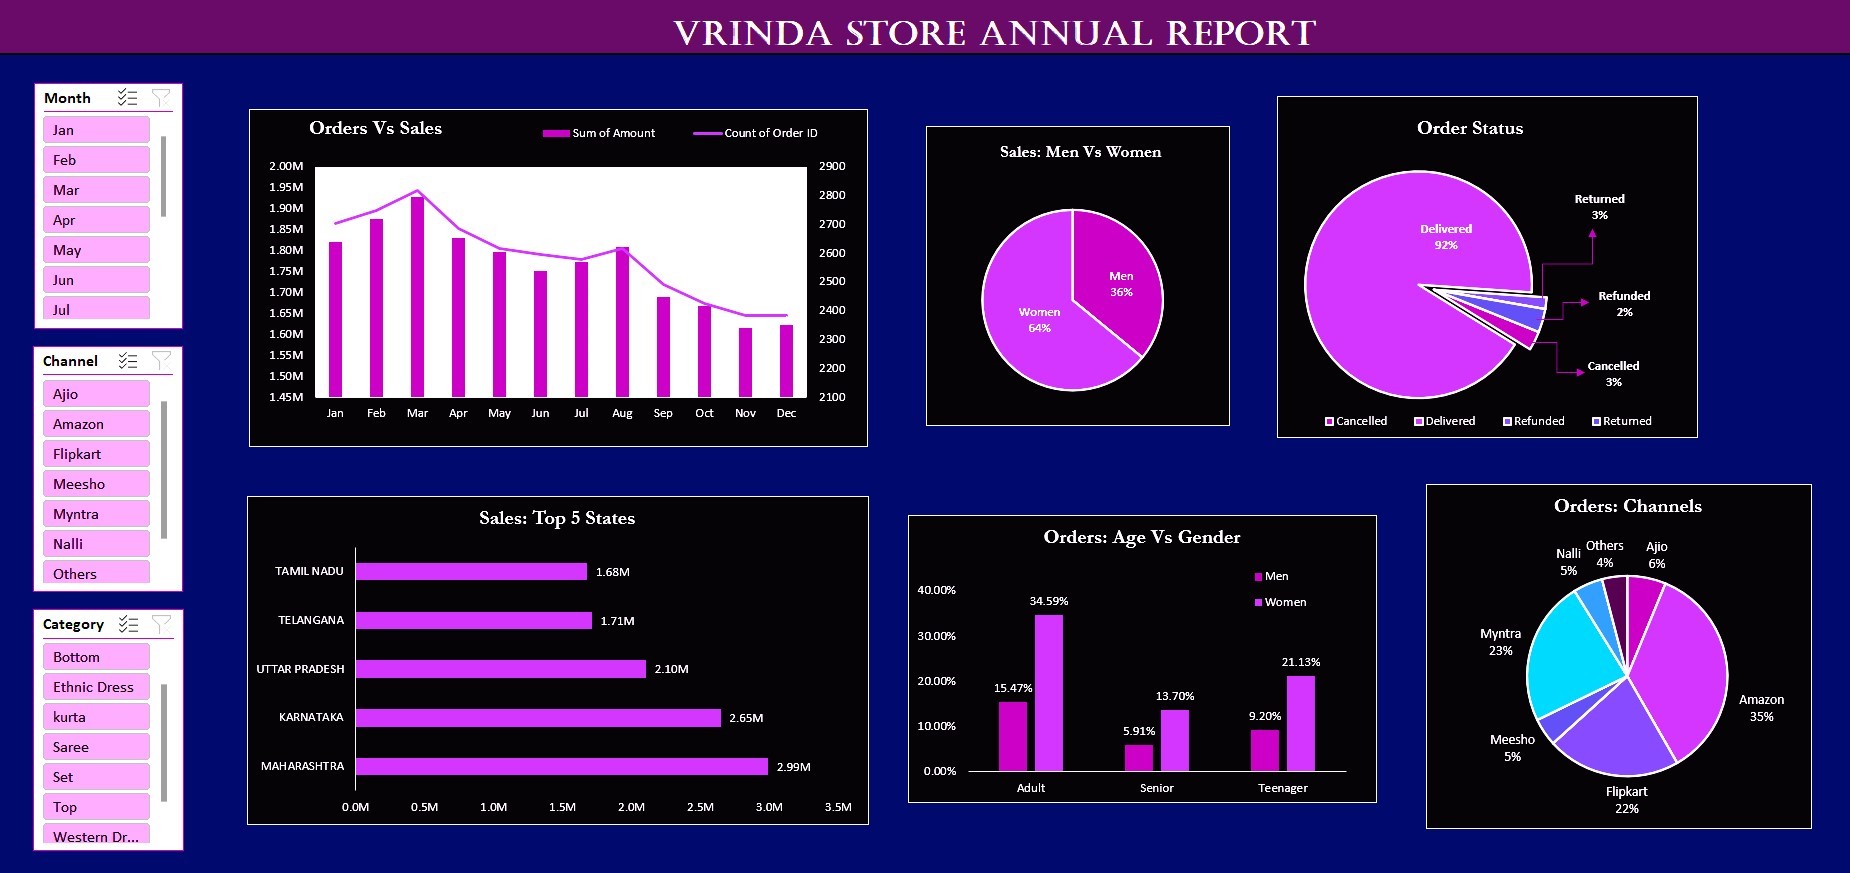 VRINDA STORE ANNUAL REPORT
Month
Jan
Feb
Mar
Apr
May
Jun
Jul
Channel
Ajio
Amazon
Flipkart
Meesho
Myntra
Nalli
Others
Category
Bottom
Ethnic Dress
kurta
Saree
Set
Top
Western Dr...
Orders Vs Sales
Sum of Amount
Count of Order ID
2.00M
1.95M
1.90M
1.85M
1.80M
1.75M
1.70M
1.65M
1.60M
1.55M
1.50M
1.45M
2900
2800
2700
2600
2500
2400
2300
2200
2100
Jan Feb Mar Apr May Jun Jul Aug Sep Oct Nov Dec
Sales: Men Vs Women
Men
36%
Women
64%
Order Status
Delivered
92%
Returned
3%
Refunded
2%
Cancelled
3%
Cancelled Delivered Refunded Returned
Sales: Top 5 States
TAMIL NADU 1.68M
TELANGANA 1.71M
UTTAR PRADESH 2.10M
KARNATAKA 2.65M
MAHARASHTRA 2.99M
0.0M 0.5M 1.0M 1.5M 2.0M 2.5M 3.0M 3.5M
Orders: Age Vs Gender
Men
Women
40.00%
30.00%
20.00%
10.00%
0.00%
15.47%
34.59%
5.91%
13.70%
9.20%
21.13%
Adult Senior Teenager
Orders: Channels
Nalli
5%
Others
4%
Ajio
6%
Myntra
23%
Amazon
35%
Meesho
5%
Flipkart
22%